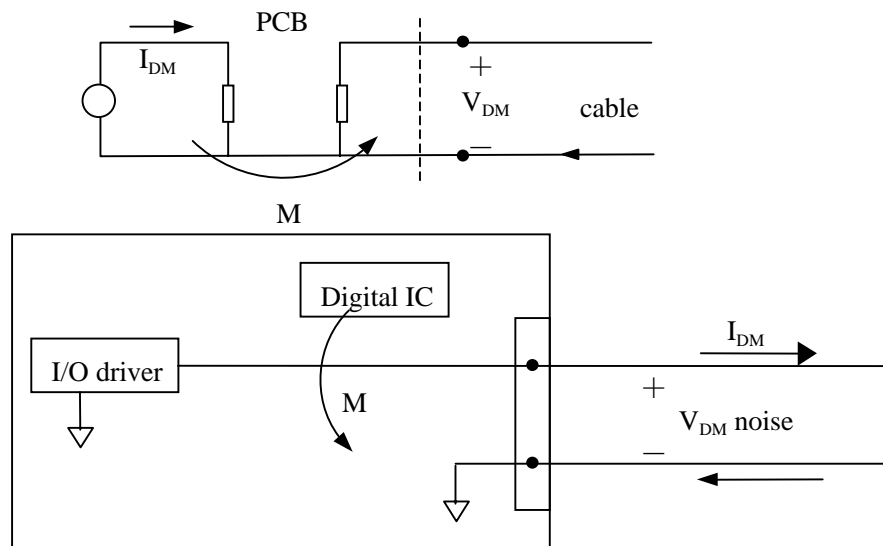 PCB
I_DM
+
V_DM
−
cable
M
Digital IC
I/O driver
I_DM
M
+
V_DM noise
−